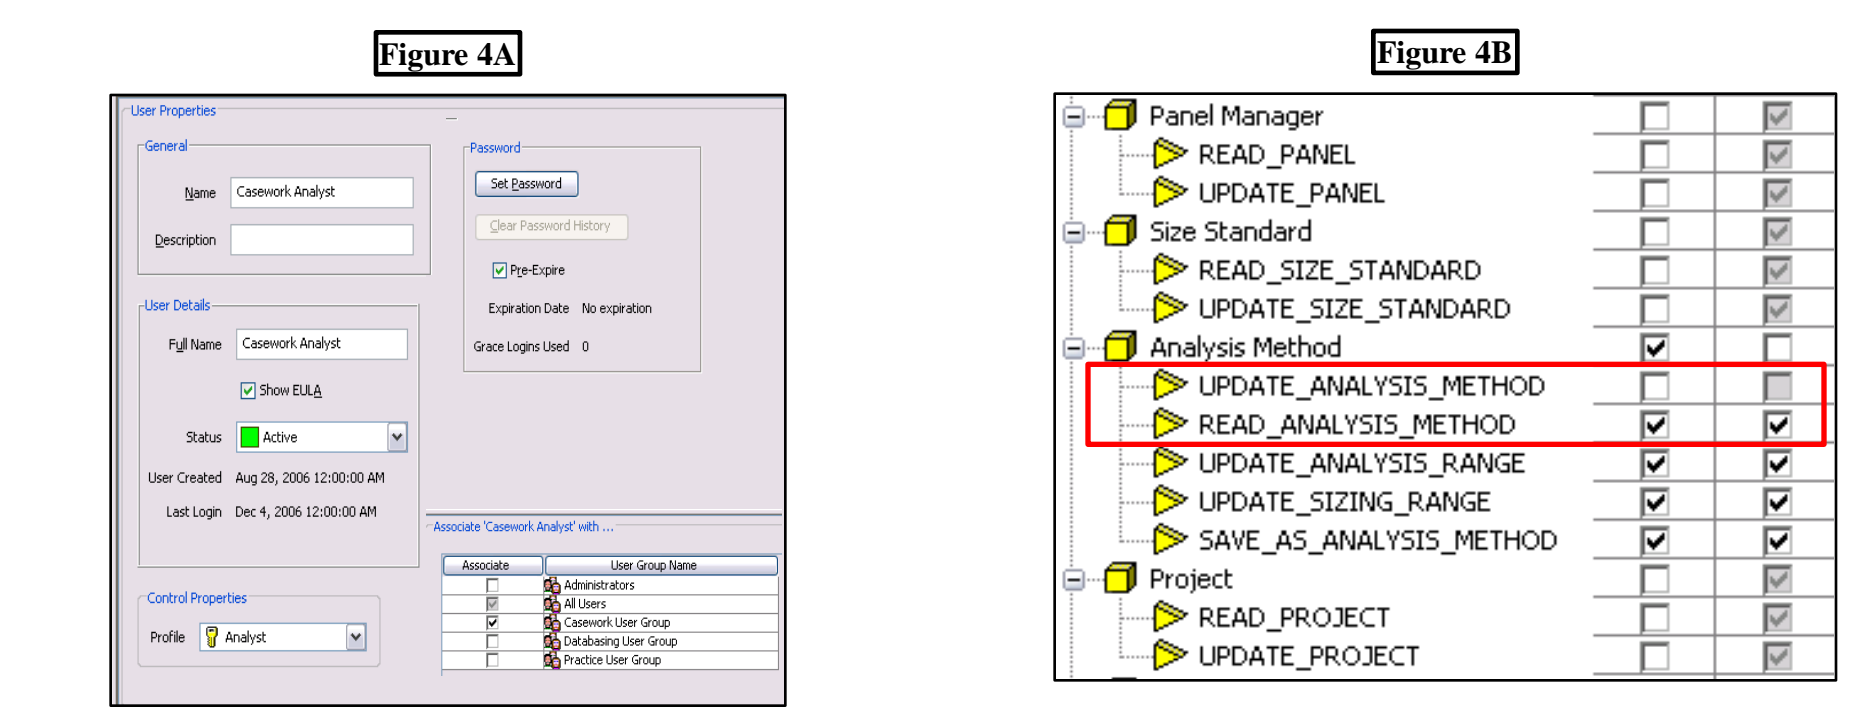 Figure 4A
User Properties
General
Name Casework Analyst
Description
User Details
Full Name Casework Analyst
Show EULA
Status Active
User Created Aug 28, 2006 12:00:00 AM
Last Login Dec 4, 2006 12:00:00 AM
Control Properties
Profile Analyst
Password
Set Password
Clear Password History
Pre-Expire
Expiration Date No expiration
Grace Logins Used 0
Associate 'Casework Analyst' with ...
Associate User Group Name
Administrators
All Users
Casework User Group
Databasing User Group
Practice User Group
Figure 4B
Panel Manager
READ_PANEL
UPDATE_PANEL
Size Standard
READ_SIZE_STANDARD
UPDATE_SIZE_STANDARD
Analysis Method
UPDATE_ANALYSIS_METHOD
READ_ANALYSIS_METHOD
UPDATE_ANALYSIS_RANGE
UPDATE_SIZING_RANGE
SAVE_AS_ANALYSIS_METHOD
Project
READ_PROJECT
UPDATE_PROJECT